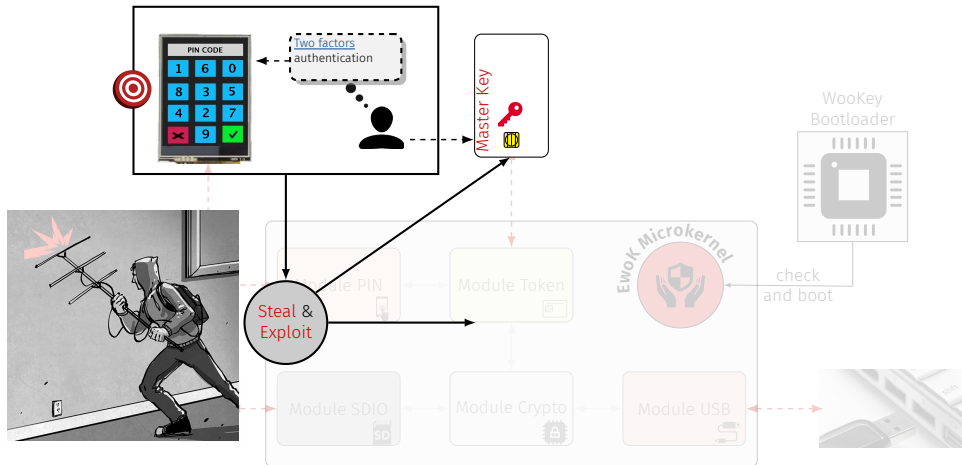 PIN CODE
1 6 0
8 3 5
4 2 7
9
Two factors
authentication
Master Key
WooKey
Bootloader
EwoK Microkernel
check
and boot
Module PIN
Module Token
Steal &
Exploit
Module SDIO
SD
Module Crypto
Module USB